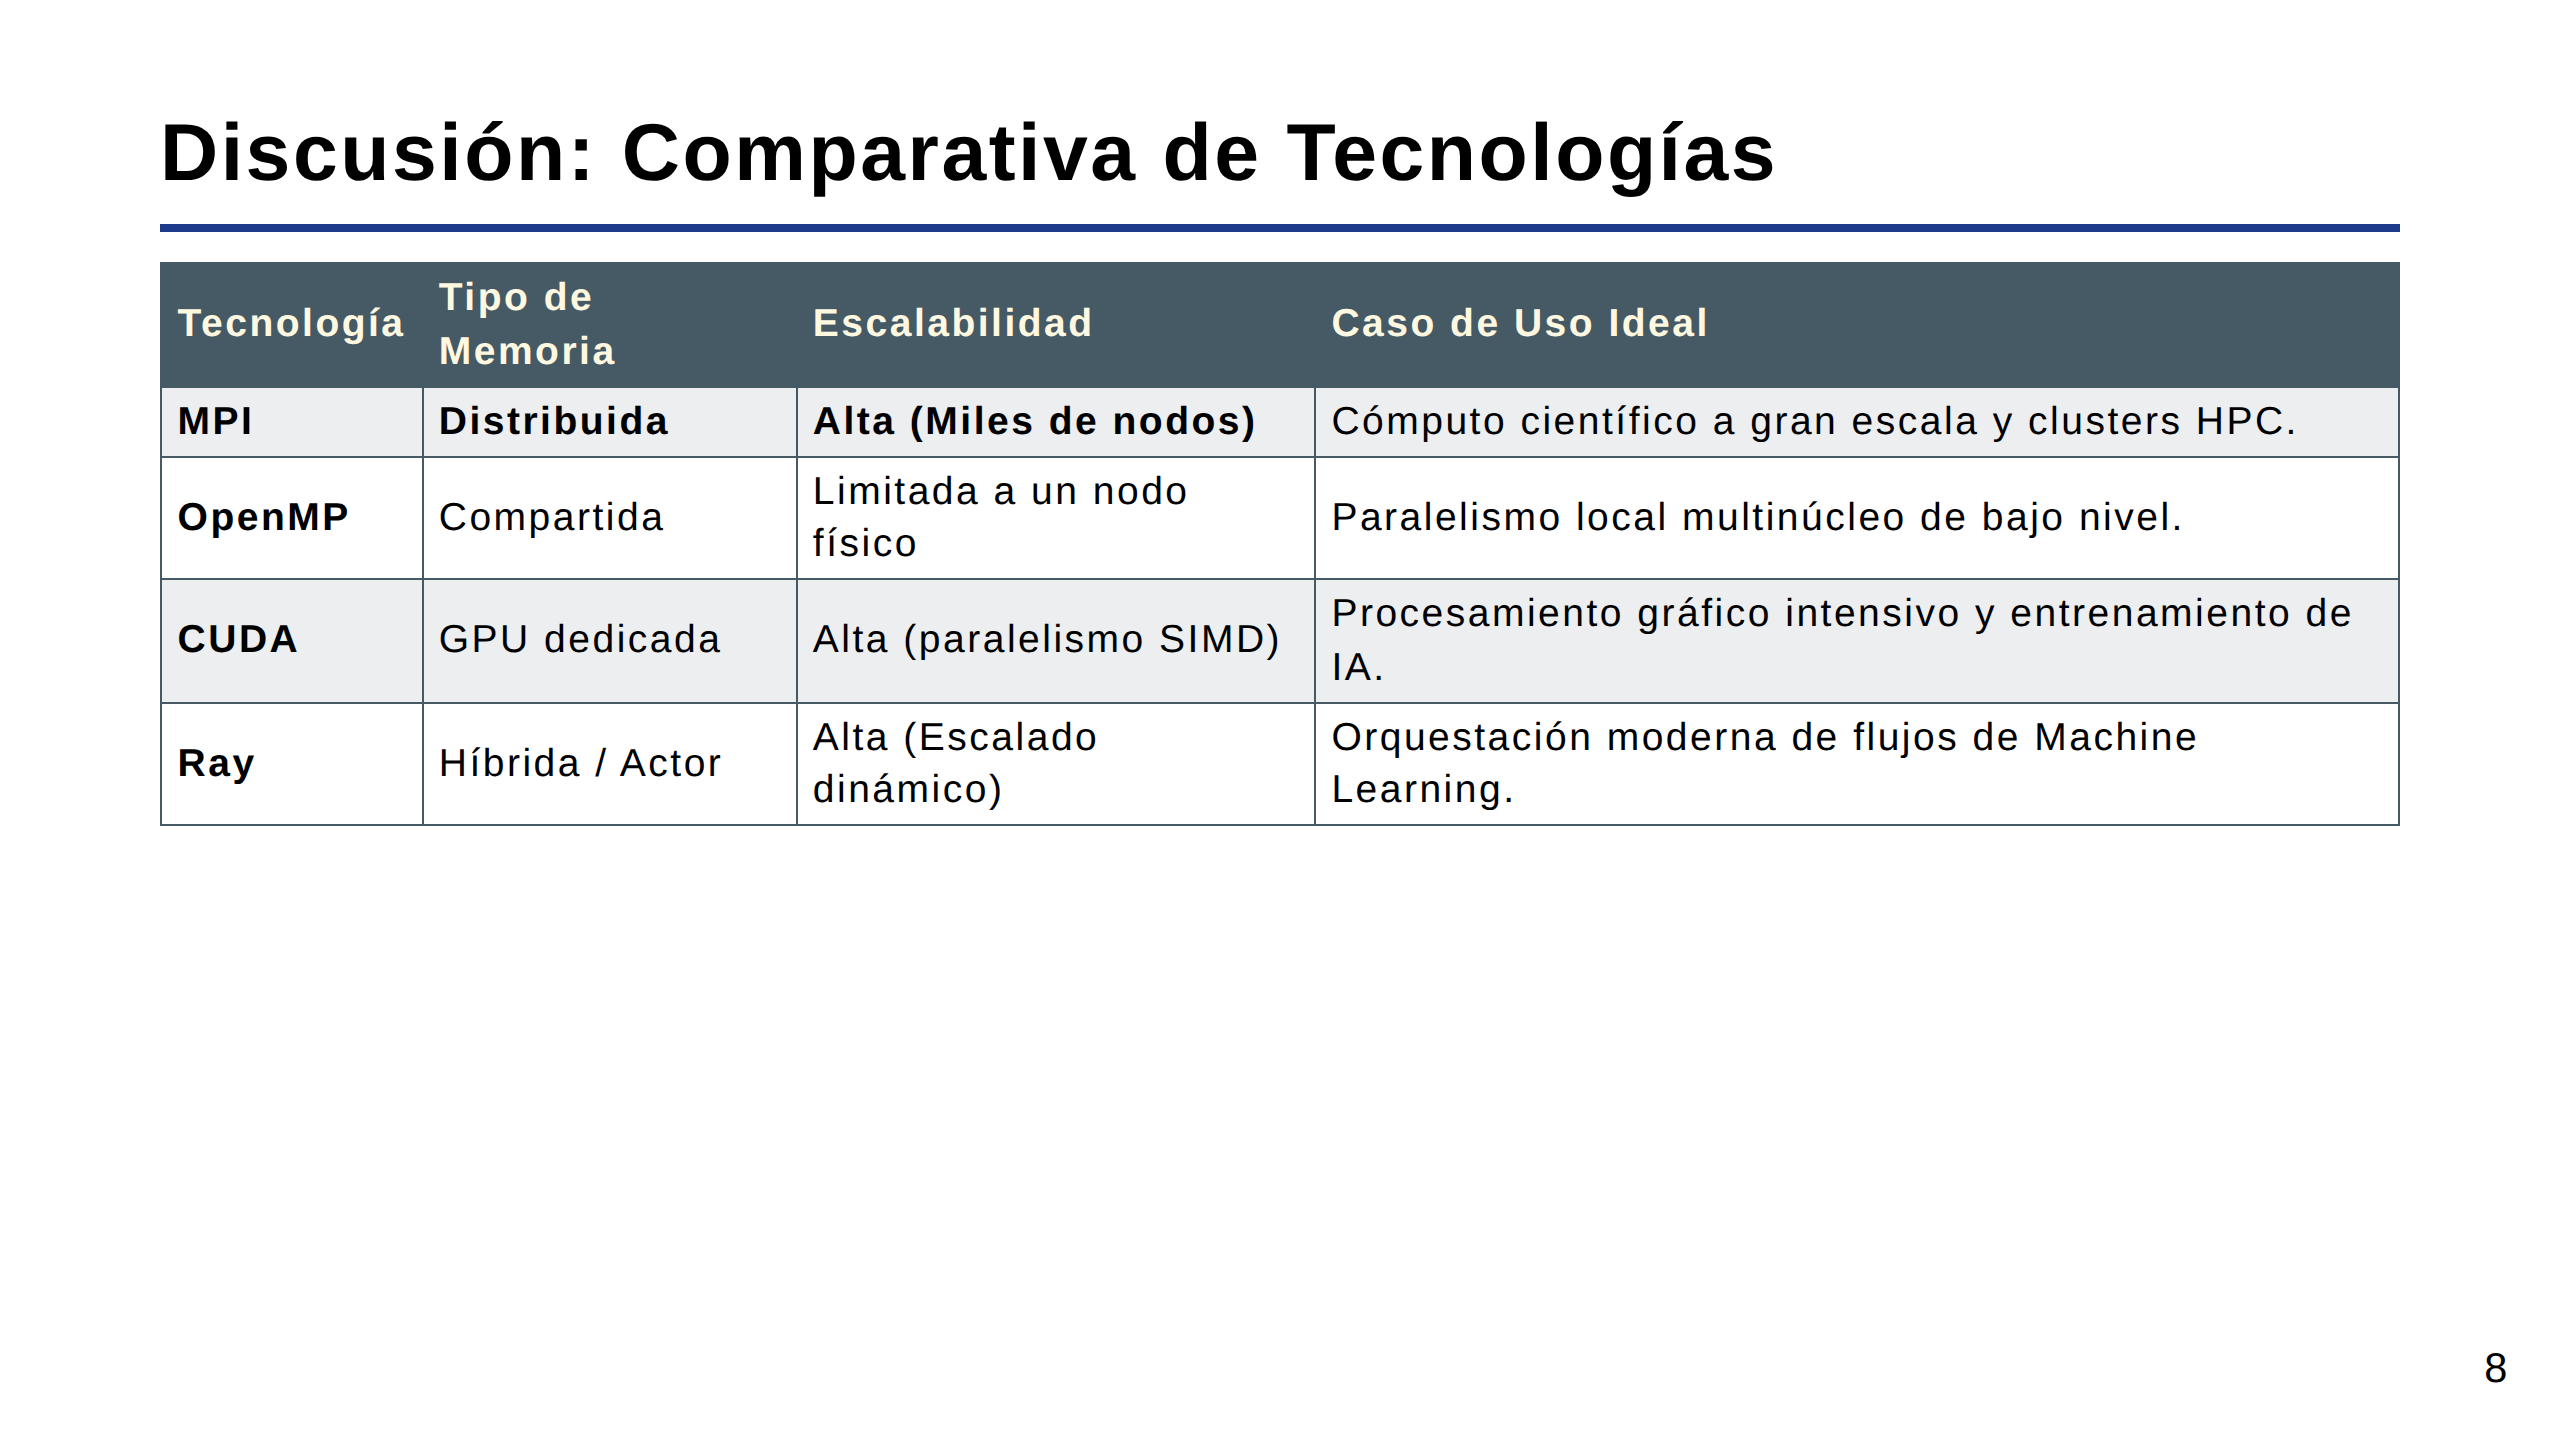 Discusión: Comparativa de Tecnologías
Tecnología
Tipo de
Memoria
Escalabilidad
Caso de Uso Ideal
MPI
Distribuida
Alta (Miles de nodos)
Cómputo científico a gran escala y clusters HPC.
OpenMP
Compartida
Limitada a un nodo
físico
Paralelismo local multinúcleo de bajo nivel.
CUDA
GPU dedicada
Alta (paralelismo SIMD)
Procesamiento gráfico intensivo y entrenamiento de
IA.
Ray
Híbrida / Actor
Alta (Escalado
dinámico)
Orquestación moderna de flujos de Machine
Learning.
8